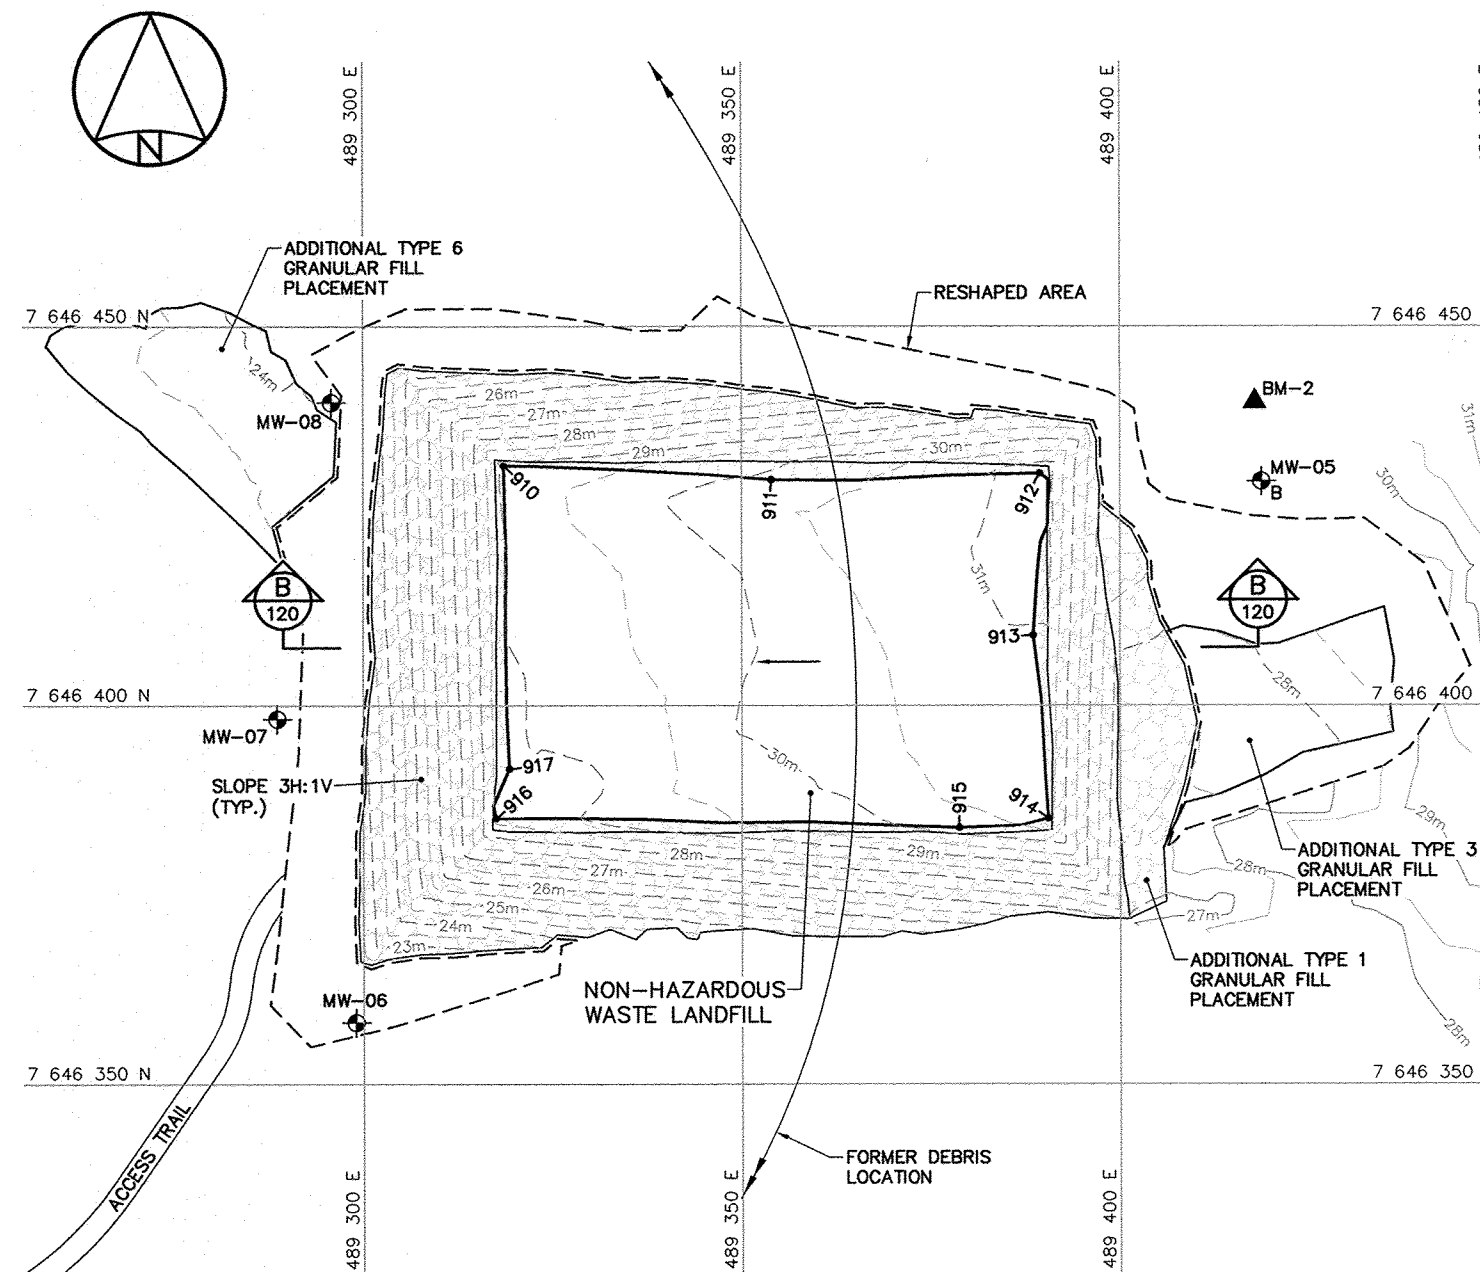 N
489 300 E
489 350 E
489 400 E
ADDITIONAL TYPE 6
GRANULAR FILL
PLACEMENT
RESHAPED AREA
7 646 450 N
7 646 450
24m
MW-08
BM-2
31m
26m
27m
28m
29m
30m
MW-05
B
30m
910
911
912
31m
B
120
B
120
913
28m
7 646 400 N
7 646 400
MW-07
SLOPE 3H:1V
(TYP.)
917
916
30m
915
914
29m
28m
29m
27m
26m
25m
24m
23m
28m
27m
ADDITIONAL TYPE 3
GRANULAR FILL
PLACEMENT
ADDITIONAL TYPE 1
GRANULAR FILL
PLACEMENT
NON-HAZARDOUS
WASTE LANDFILL
MW-06
28m
7 646 350 N
7 646 350
ACCESS TRAIL
FORMER DEBRIS
LOCATION
489 300 E
489 350 E
489 400 E